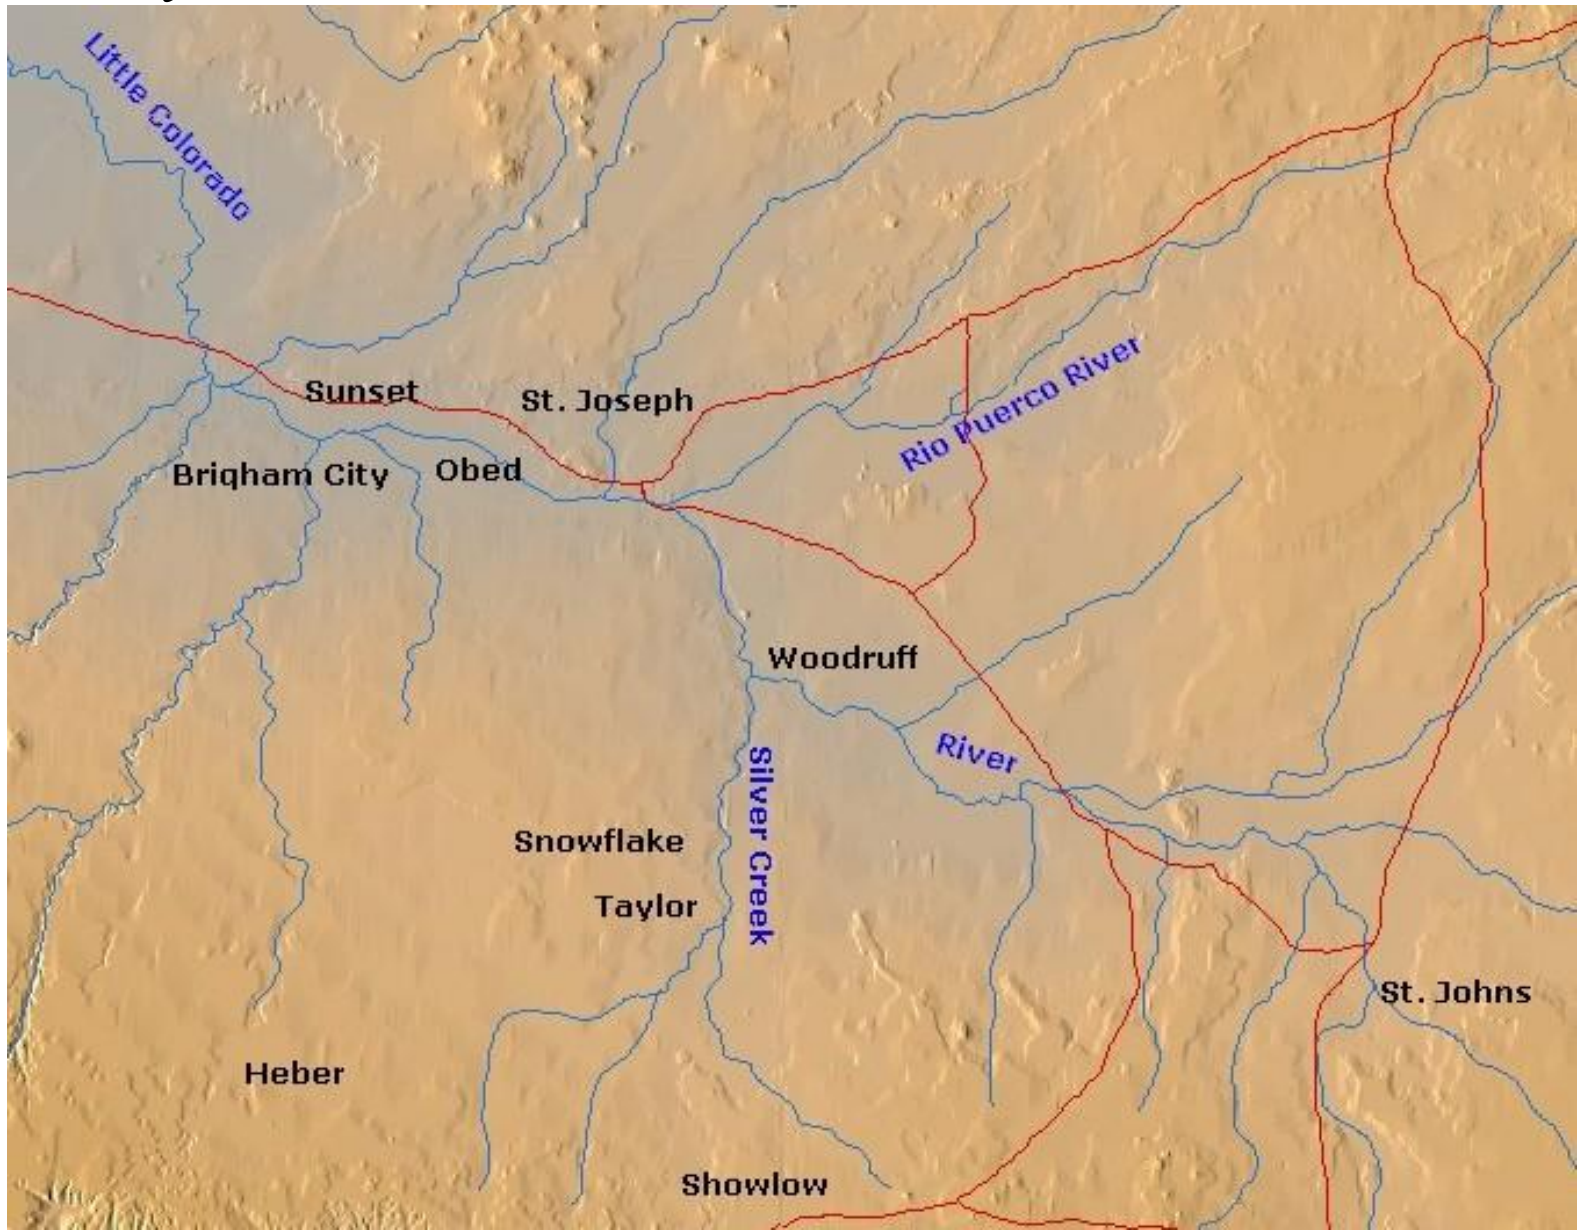 Little Colorado
Sunset
St. Joseph
Rio Puerco River
Briqham City
Obed
Woodruff
River
Silver Creek
Snowflake
Taylor
St. Johns
Heber
Showlow